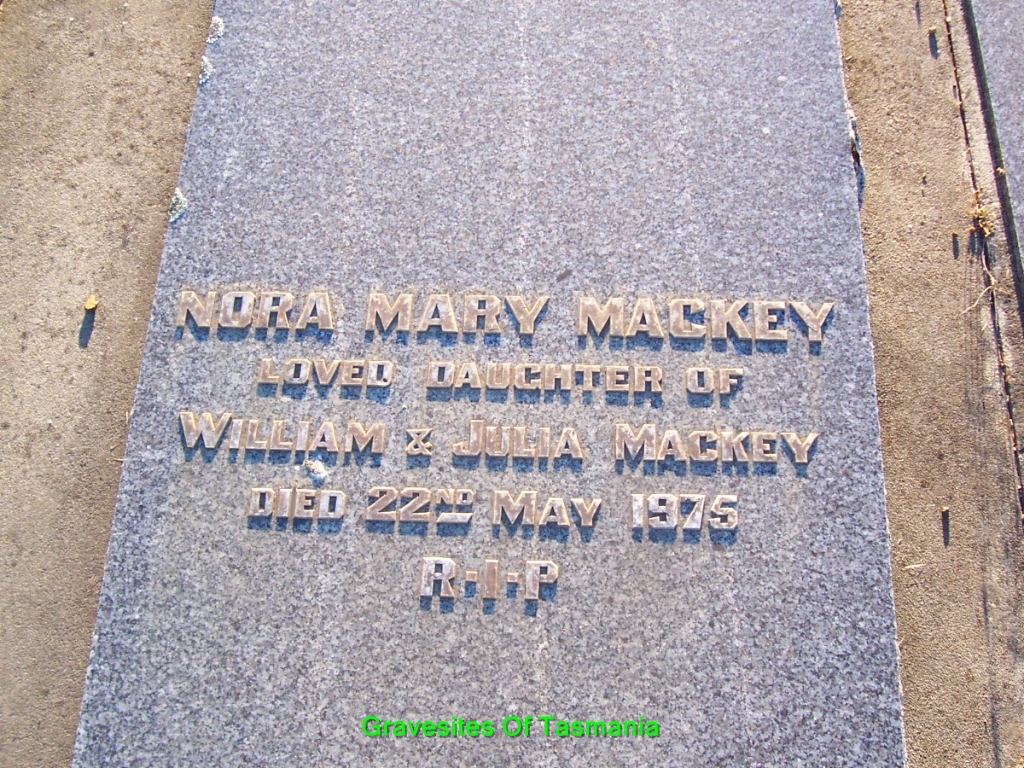 NORA MARY MACKEY
LOVED DAUGHTER OF
WILLIAM & JULIA MACKEY
DIED 22ND MAY 1975
R·I·P
Gravesites Of Tasmania